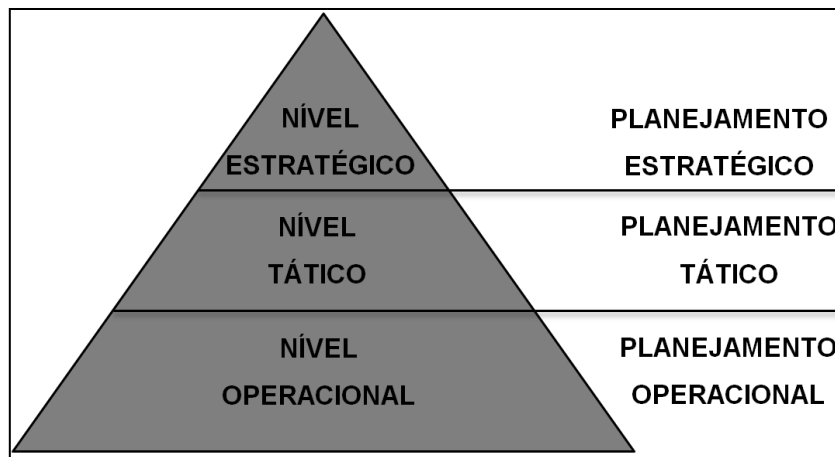 NÍVEL
ESTRATÉGICO
PLANEJAMENTO
ESTRATÉGICO
NÍVEL
TÁTICO
PLANEJAMENTO
TÁTICO
NÍVEL
OPERACIONAL
PLANEJAMENTO
OPERACIONAL